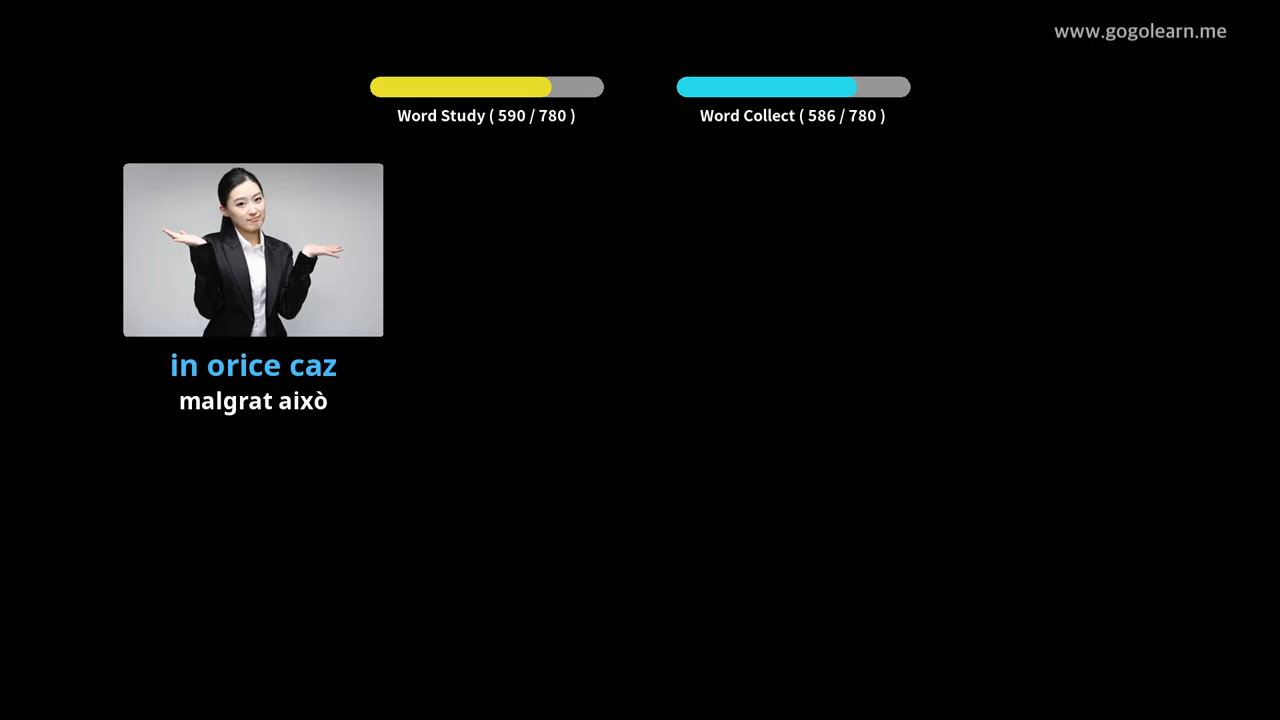 www.gogolearn.me
Word Study ( 590 / 780 )
Word Collect ( 586 / 780 )
in orice caz
malgrat això